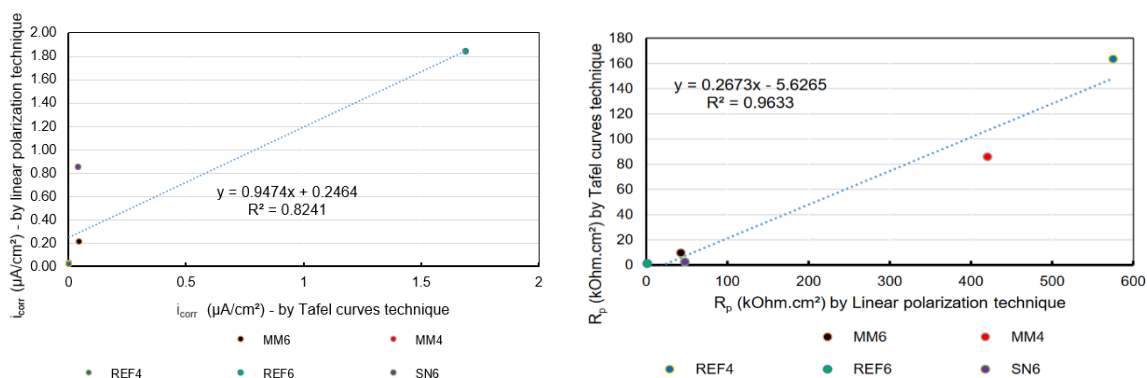 i_corr (µA/cm²) - by linear polarization technique
2.00
1.80
1.60
1.40
1.20
1.00
0.80
0.60
0.40
0.20
0.00
y = 0.9474x + 0.2464
R² = 0.8241
0 0.5 1 1.5 2
i_corr (µA/cm²) - by Tafel curves technique
MM6 MM4
REF4 REF6 SN6
R_p (kOhm.cm²) by Tafel curves technique
180
160
140
120
100
80
60
40
20
0
y = 0.2673x - 5.6265
R² = 0.9633
0 100 200 300 400 500 600
R_p (kOhm.cm²) by Linear polarization technique
MM6 MM4
REF4 REF6 SN6